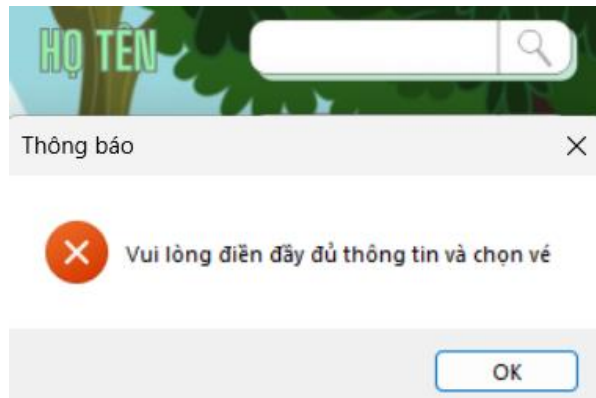 HỌ TÊN
Thông báo
Vui lòng điền đầy đủ thông tin và chọn vé
OK